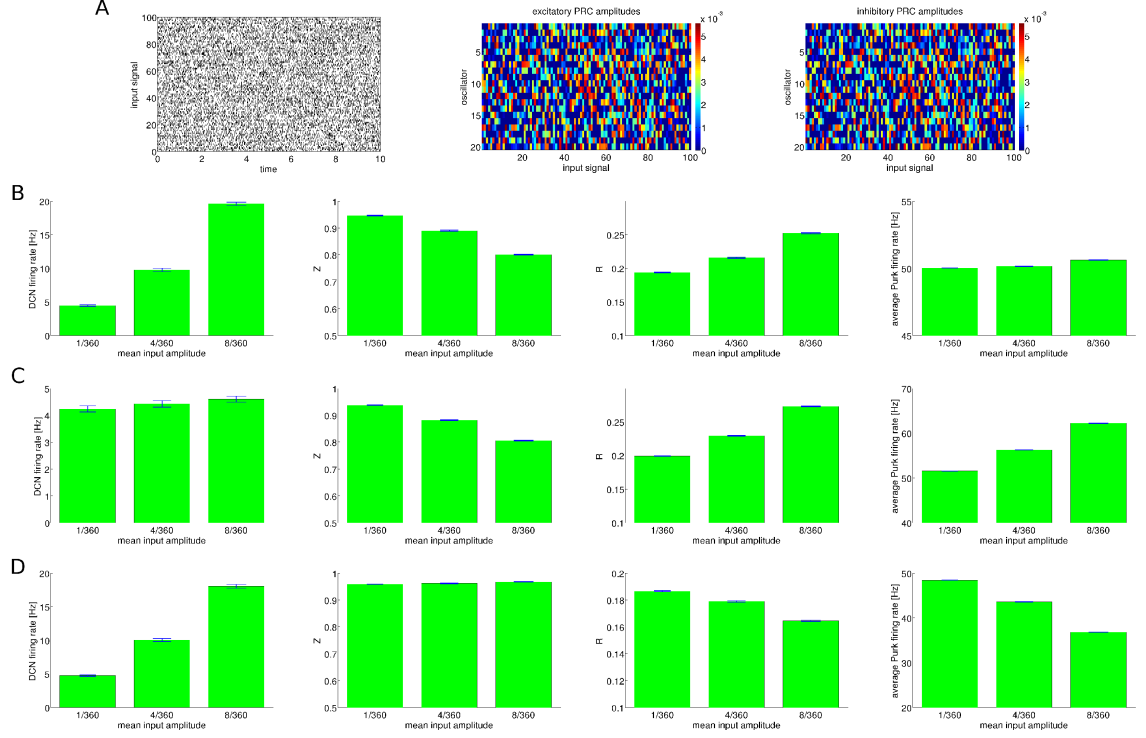 A
excitatory PRC amplitudes
inhibitory PRC amplitudes
x 10⁻³
x 10⁻³
input signal
100
80
60
40
20
0
0 2 4 6 8 10
time
oscillator
5
10
15
20
20 40 60 80 100
input signal
5
4
3
2
1
0
oscillator
5
10
15
20
20 40 60 80 100
input signal
5
4
3
2
1
0
B
DCN firing rate [Hz]
20
15
10
5
0
1/360 4/360 8/360
mean input amplitude
Z
1
0.9
0.8
0.7
0.6
0.5
1/360 4/360 8/360
mean input amplitude
R
0.25
0.2
0.15
0.1
1/360 4/360 8/360
mean input amplitude
average Purk firing rate [Hz]
55
50
45
1/360 4/360 8/360
mean input amplitude
C
DCN firing rate [Hz]
5
4
3
2
1
0
1/360 4/360 8/360
mean input amplitude
Z
1
0.9
0.8
0.7
0.6
0.5
1/360 4/360 8/360
mean input amplitude
R
0.25
0.2
0.15
0.1
1/360 4/360 8/360
mean input amplitude
average Purk firing rate [Hz]
70
60
50
40
1/360 4/360 8/360
mean input amplitude
D
DCN firing rate [Hz]
20
15
10
5
0
1/360 4/360 8/360
mean input amplitude
Z
1
0.9
0.8
0.7
0.6
0.5
1/360 4/360 8/360
mean input amplitude
R
0.2
0.18
0.16
0.14
0.12
0.1
1/360 4/360 8/360
mean input amplitude
average Purk firing rate [Hz]
50
40
30
20
1/360 4/360 8/360
mean input amplitude